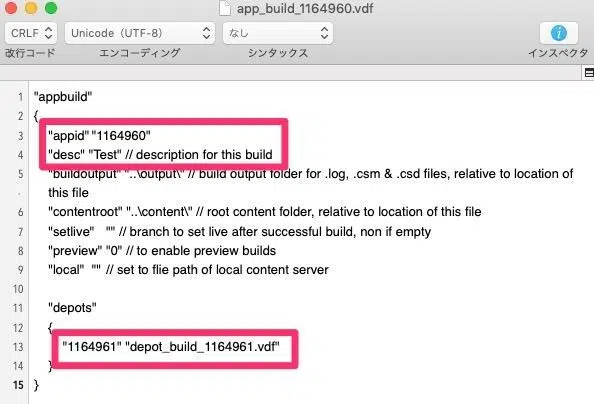 app_build_1164960.vdf
CRLF Unicode（UTF-8） なし
改行コード エンコーディング シンタックス インスペクタ
1 "appbuild"
2 {
3 "appid" "1164960"
4 "desc" "Test" // description for this build
5 "buildoutput" "..\output\" // build output folder for .log, .csm & .csd files, relative to location of
this file
6 "contentroot" "..\content\" // root content folder, relative to location of this file
7 "setlive" "" // branch to set live after successful build, non if empty
8 "preview" "0" // to enable preview builds
9 "local" "" // set to flie path of local content server
10
11 "depots"
12 {
13 "1164961" "depot_build_1164961.vdf"
14 }
15 }